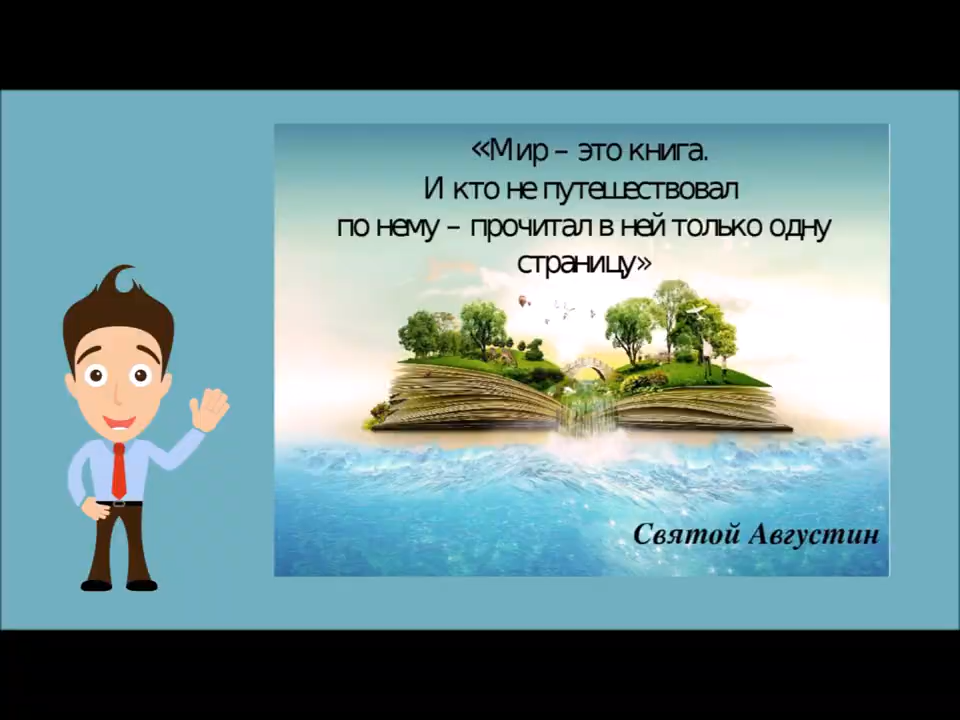 «Мир – это книга.
И кто не путешествовал
по нему – прочитал в ней только одну
страницу»
Святой Августин